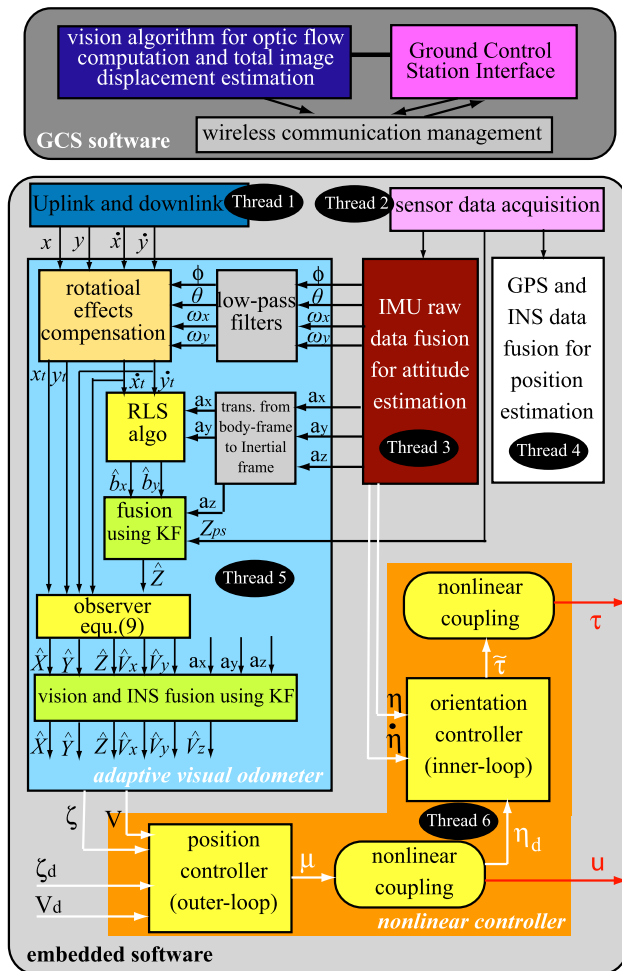 vision algorithm for optic flow
computation and total image
displacement estimation
Ground Control
Station Interface
wireless communication management
GCS software
Uplink and downlink
Thread 1
Thread 2
sensor data acquisition
x y ẋ ẏ
rotatioal
effects
compensation
ϕ
θ
ωx
ωy
low-pass
filters
ϕ
θ
ωx
ωy
IMU raw
data fusion
for attitude
estimation
Thread 3
GPS and
INS data
fusion for
position
estimation
Thread 4
xt yt ẋt ẏt
RLS
algo
ax
ay
trans. from
body-frame
to Inertial
frame
ax
ay
az
b̂x b̂y
az
fusion
using KF
Zps
Ẑ
Thread 5
observer
equ.(9)
X̂ Ŷ Ẑ V̂x V̂y ax ay az
vision and INS fusion using KF
X̂ Ŷ Ẑ V̂x V̂y V̂z
adaptive visual odometer
nonlinear
coupling
τ
τ̃
η
η̇
orientation
controller
(inner-loop)
Thread 6
ηd
ζ V
ζd
Vd
position
controller
(outer-loop)
μ
nonlinear
coupling
u
nonlinear controller
embedded software